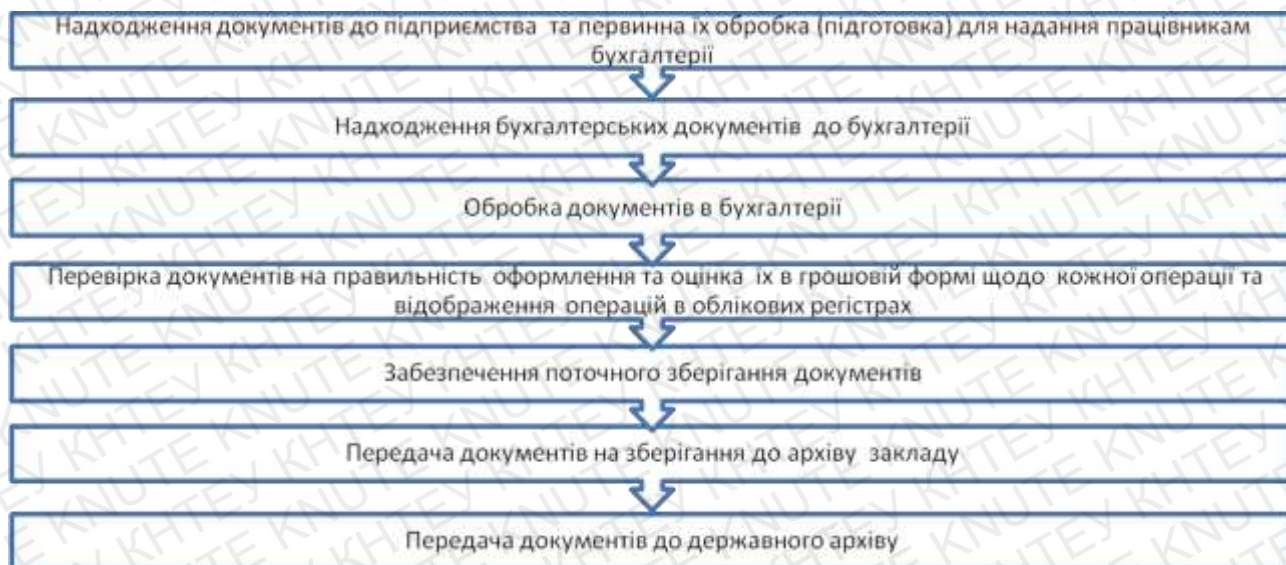 Надходження документів до підприємства та первинна їх обробка (підготовка) для надання працівникам
бухгалтерії
Надходження бухгалтерських документів до бухгалтерії
Обробка документів в бухгалтерії
Перевірка документів на правильність оформлення та оцінка їх в грошовій формі щодо кожної операції та
відображення операцій в облікових регістрах
Забезпечення поточного зберігання документів
Передача документів на зберігання до архіву закладу
Передача документів до державного архіву